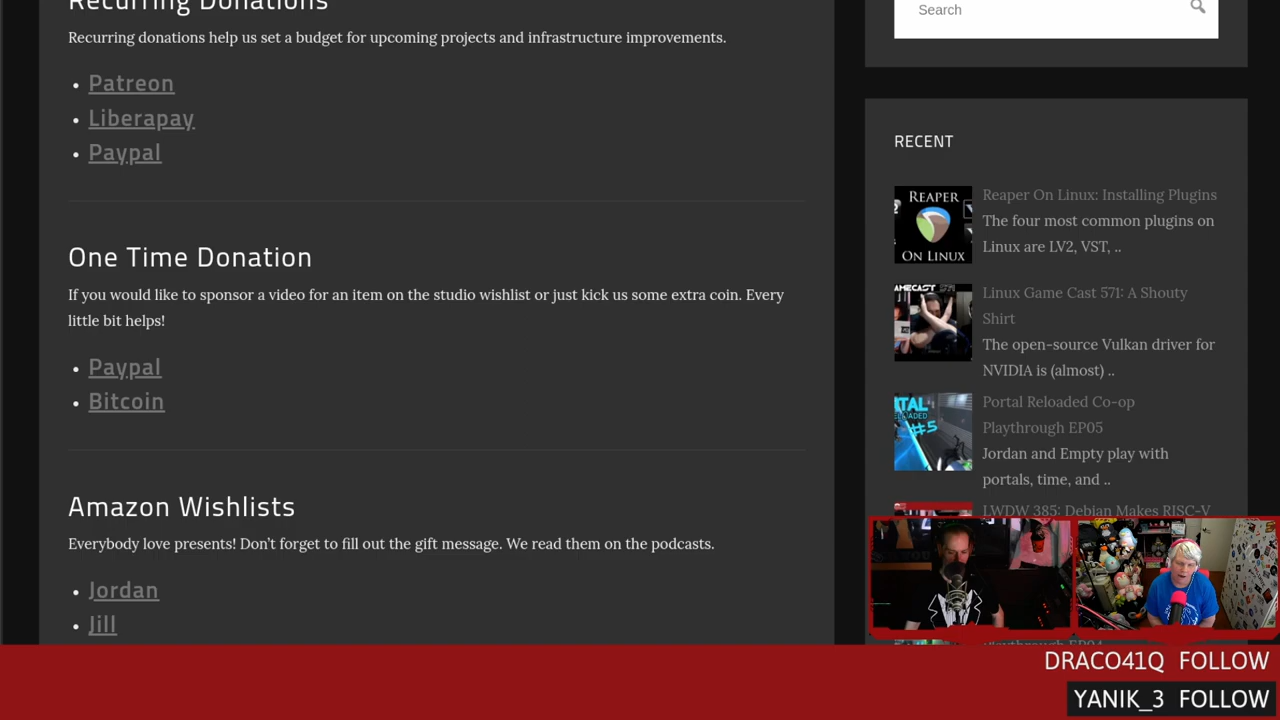 Recurring Donations
Recurring donations help us set a budget for upcoming projects and infrastructure improvements.
• Patreon
• Liberapay
• Paypal
One Time Donation
If you would like to sponsor a video for an item on the studio wishlist or just kick us some extra coin. Every
little bit helps!
• Paypal
• Bitcoin
Amazon Wishlists
Everybody love presents! Don’t forget to fill out the gift message. We read them on the podcasts.
• Jordan
• Jill
Search
RECENT
REAPER
ON LINUX
Reaper On Linux: Installing Plugins
The four most common plugins on
Linux are LV2, VST, ..
Linux Game Cast 571: A Shouty
Shirt
The open-source Vulkan driver for
NVIDIA is (almost) ..
#5
Portal Reloaded Co-op
Playthrough EP05
Jordan and Empty play with
portals, time, and ..
LWDW 385: Debian Makes RISC-V
DRACO41Q FOLLOW
YANIK_3 FOLLOW